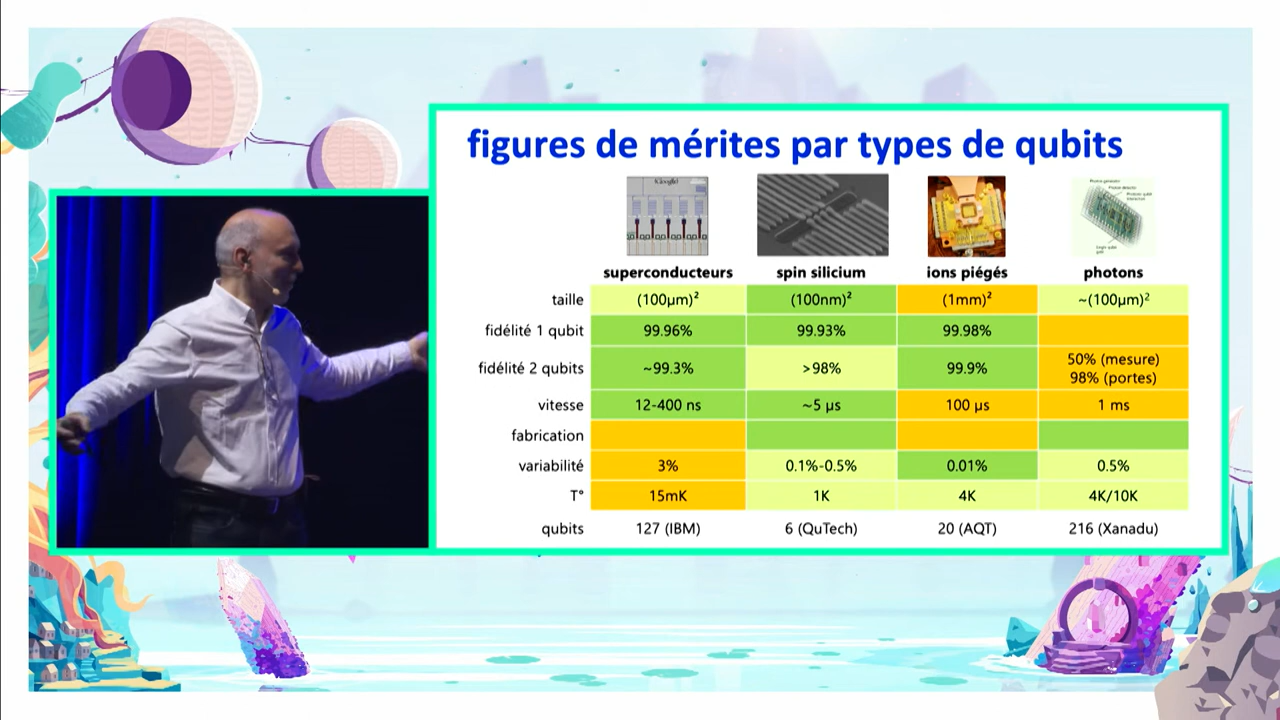 figures de mérites par types de qubits
Google
superconducteurs spin silicium ions piégés photons
taille (100µm)² (100nm)² (1mm)² ~(100µm)²
fidélité 1 qubit 99.96% 99.93% 99.98%
fidélité 2 qubits ~99.3% >98% 99.9% 50% (mesure)
98% (portes)
vitesse 12-400 ns ~5 µs 100 µs 1 ms
fabrication
variabilité 3% 0.1%-0.5% 0.01% 0.5%
T° 15mK 1K 4K 4K/10K
qubits 127 (IBM) 6 (QuTech) 20 (AQT) 216 (Xanadu)